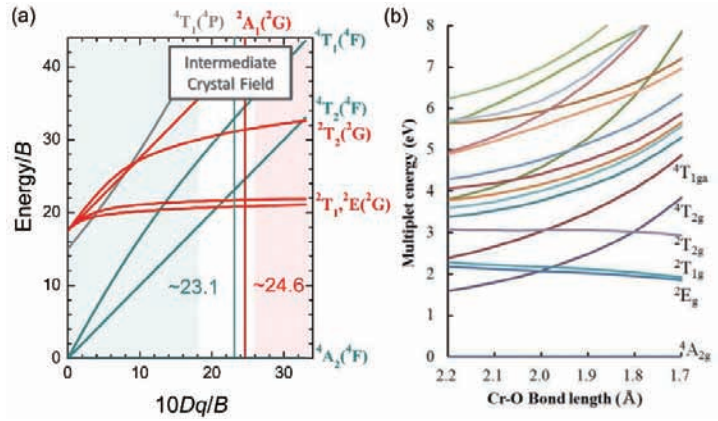 (a)
⁴T₁(⁴P) ²A₁(²G)
⁴T₁(⁴F)
Intermediate
Crystal Field
⁴T₂(⁴F)
²T₂(²G)
²T₁,²E(²G)
~23.1
~24.6
⁴A₂(⁴F)
Energy/B
40
30
20
10
0
0 10 20 30
10Dq/B
(b)
Multiplet energy (eV)
8
7
6
5
4
3
2
1
0
⁴T₁gₐ
⁴T₂g
²T₂g
²T₁g
²Eg
⁴A₂g
2.2 2.1 2.0 1.9 1.8 1.7
Cr-O Bond length (Å)